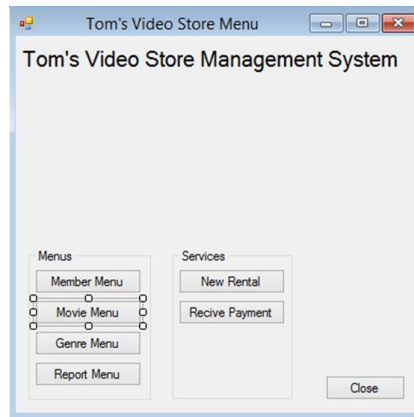 Tom's Video Store Menu
Tom's Video Store Management System
Menus
Member Menu
Movie Menu
Genre Menu
Report Menu
Services
New Rental
Recive Payment
Close